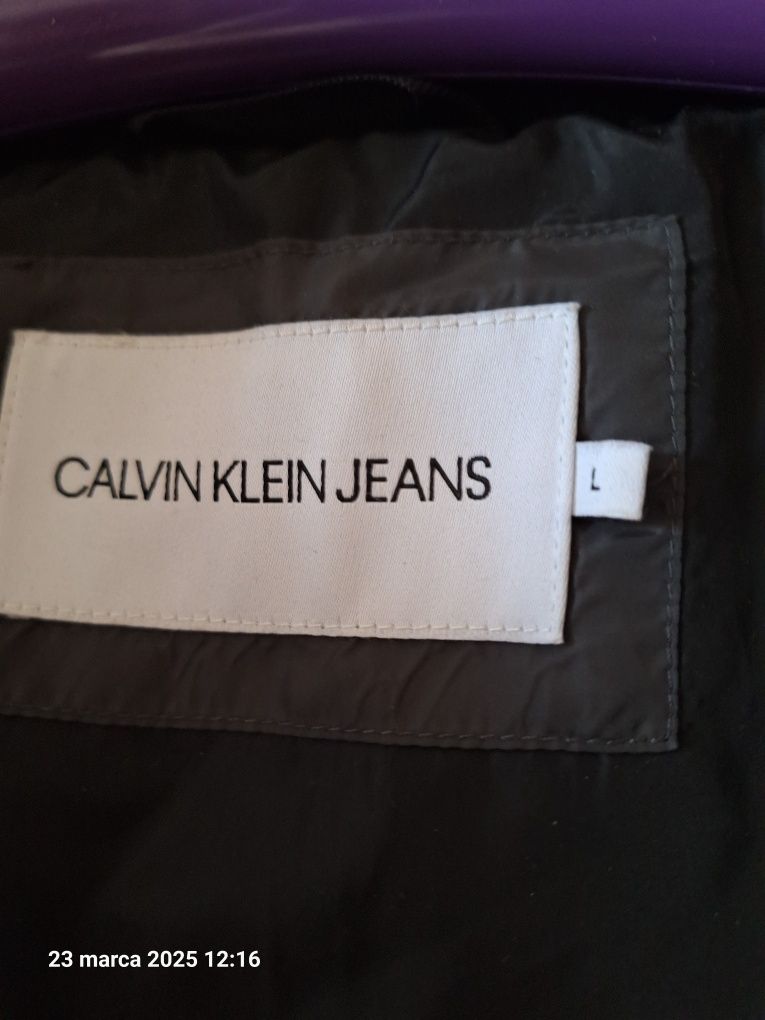 CALVIN KLEIN JEANS
L
23 marca 2025 12:16